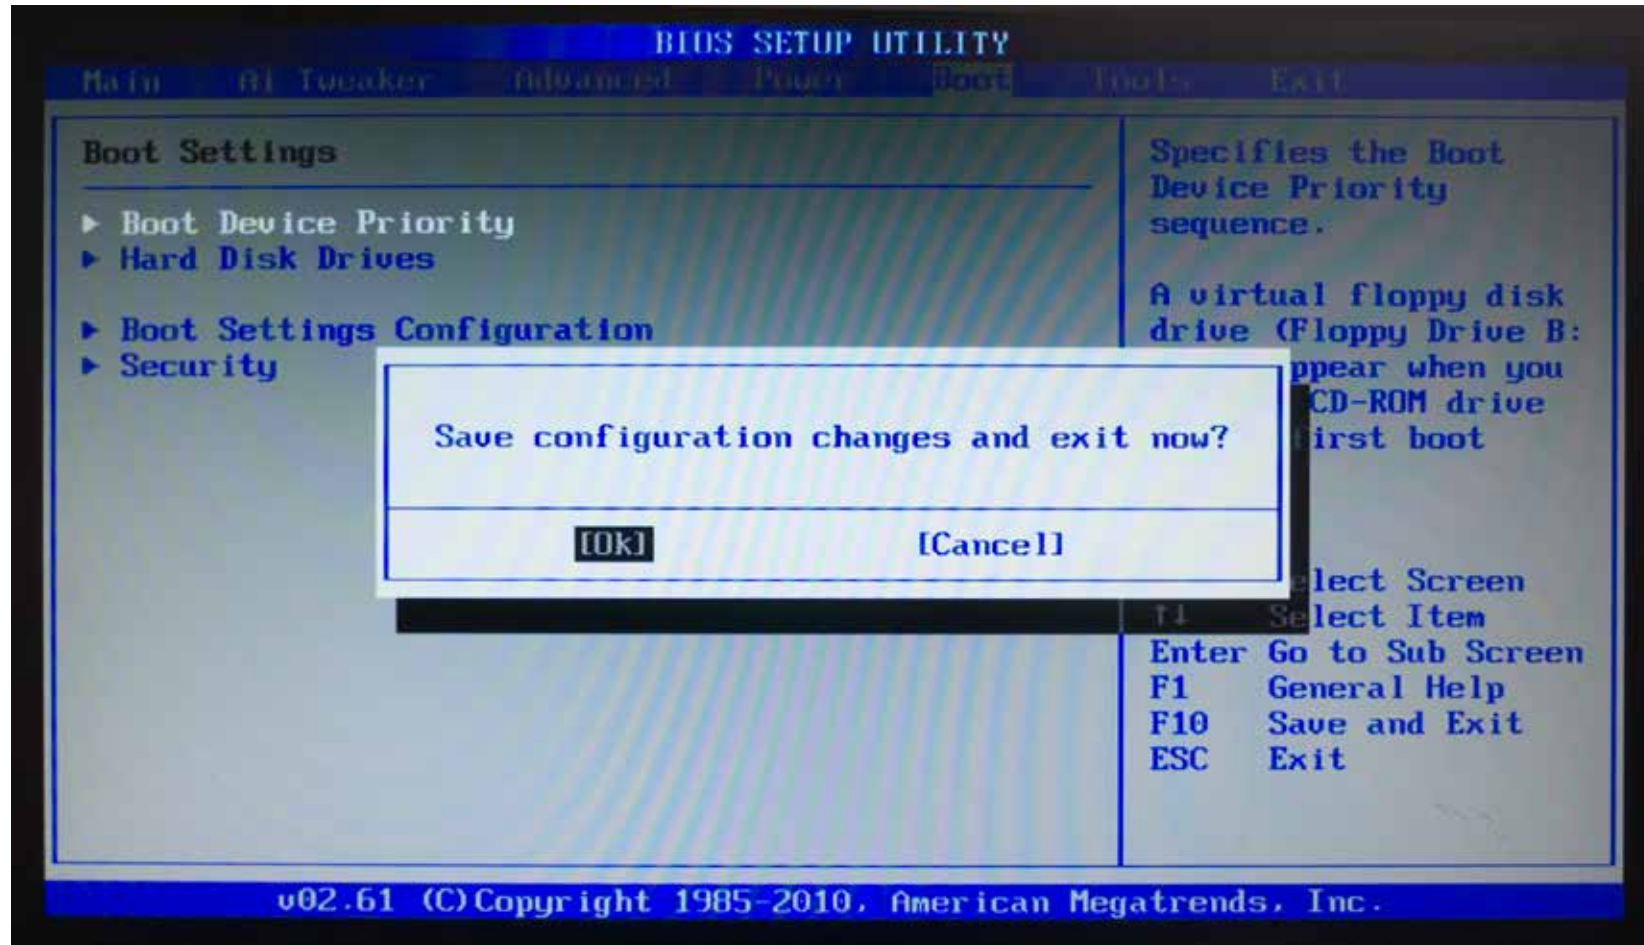 BIOS SETUP UTILITY
Main Ai Tweaker Advanced Power Boot Tools Exit
Boot Settings
Boot Device Priority
Hard Disk Drives
Boot Settings Configuration
Security
Specifies the Boot
Device Priority
sequence.
A virtual floppy disk
drive (Floppy Drive B:
ppear when you
CD-ROM drive
first boot
Save configuration changes and exit now?
[Ok] [Cancel]
elect Screen
↑↓ Select Item
Enter Go to Sub Screen
F1 General Help
F10 Save and Exit
ESC Exit
v02.61 (C)Copyright 1985-2010, American Megatrends, Inc.